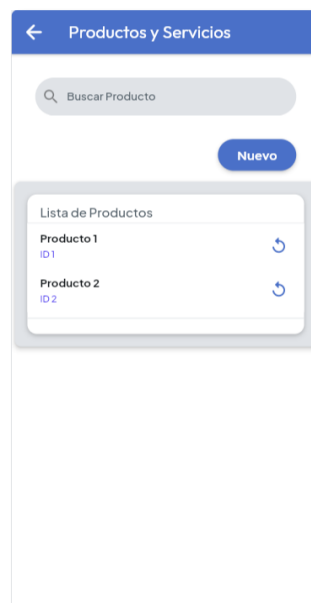 Productos y Servicios
Buscar Producto
Nuevo
Lista de Productos
Producto 1
ID 1
Producto 2
ID 2